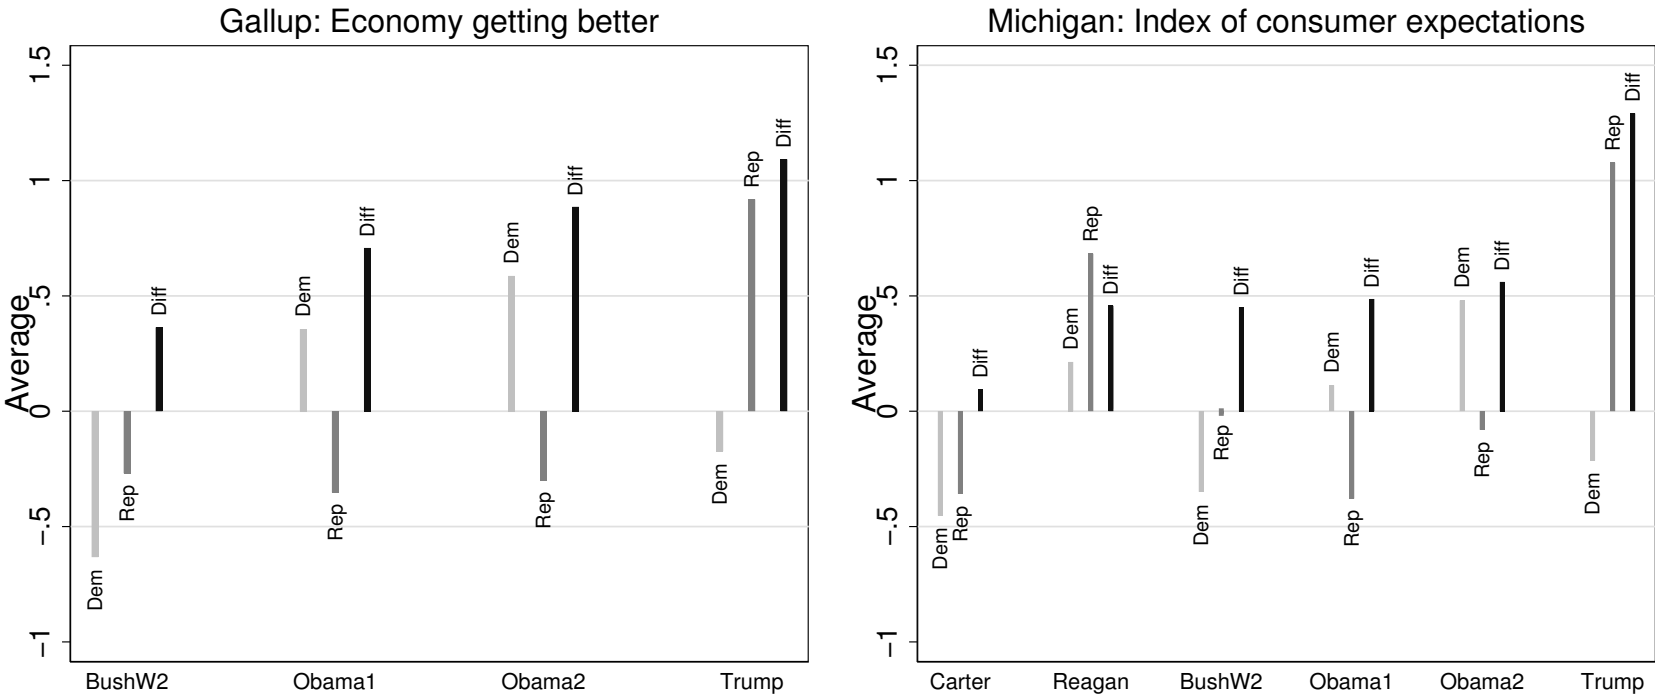 Gallup: Economy getting better
Average
1.5
1
.5
0
−.5
−1
Dem
Rep
Diff
Dem
Rep
Diff
Dem
Rep
Diff
Dem
Rep
Diff
BushW2 Obama1 Obama2 Trump
Michigan: Index of consumer expectations
Average
1.5
1
.5
0
−.5
−1
Dem
Rep
Diff
Dem
Rep
Diff
Dem
Rep
Diff
Dem
Rep
Diff
Dem
Rep
Diff
Dem
Rep
Diff
Carter Reagan BushW2 Obama1 Obama2 Trump